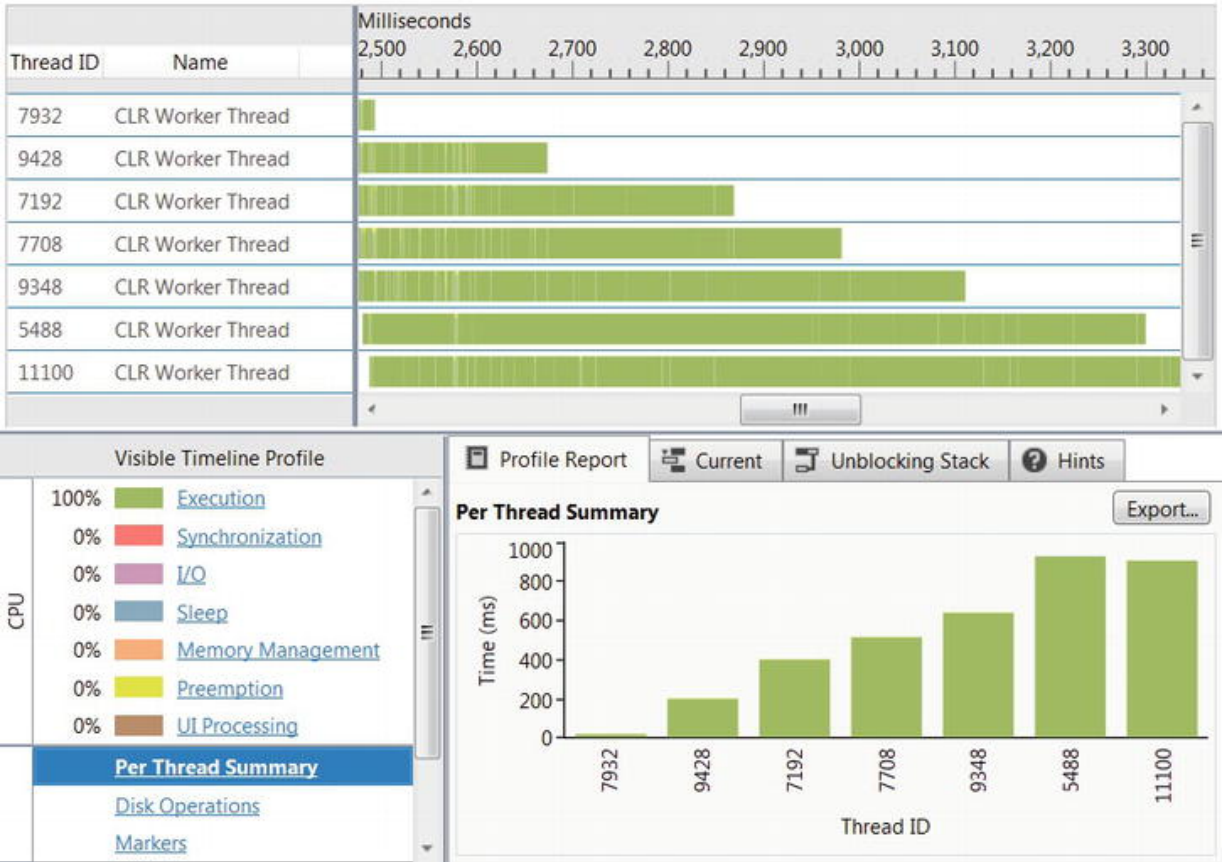 Milliseconds
Thread ID Name 2,500 2,600 2,700 2,800 2,900 3,000 3,100 3,200 3,300
7932 CLR Worker Thread
9428 CLR Worker Thread
7192 CLR Worker Thread
7708 CLR Worker Thread
9348 CLR Worker Thread
5488 CLR Worker Thread
11100 CLR Worker Thread
Visible Timeline Profile
CPU
100% Execution
0% Synchronization
0% I/O
0% Sleep
0% Memory Management
0% Preemption
0% UI Processing
Per Thread Summary
Disk Operations
Markers
Profile Report Current Unblocking Stack Hints
Per Thread Summary Export...
Time (ms)
1000
800
600
400
200
0
7932 9428 7192 7708 9348 5488 11100
Thread ID